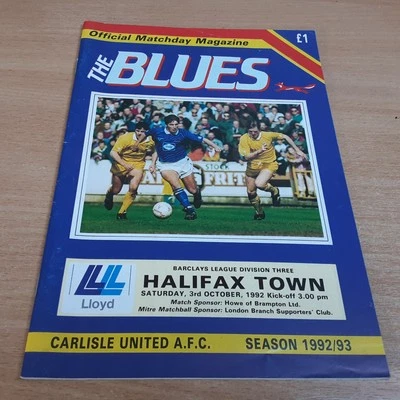 Official Matchday Magazine
£1
THE BLUES
STOCK
BARCLAYS LEAGUE DIVISION THREE
HALIFAX TOWN
SATURDAY, 3rd OCTOBER, 1992 Kick-off 3.00 pm
Match Sponsor: Howe of Brampton Ltd.
Mitre Matchball Sponsor: London Branch Supporters' Club.
Lloyd
CARLISLE UNITED A.F.C. SEASON 1992/93